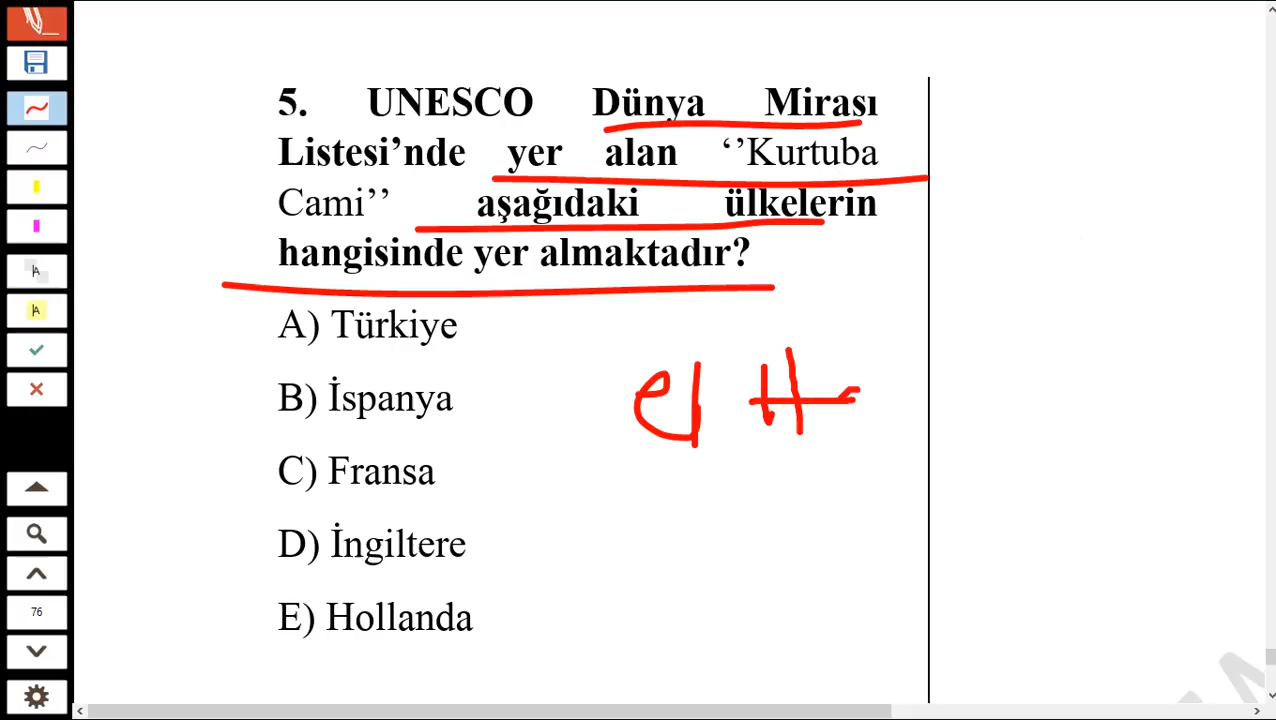 5. UNESCO Dünya Mirası
Listesi’nde yer alan ‘’Kurtuba
Cami’’ aşağıdaki ülkelerin
hangisinde yer almaktadır?
A) Türkiye
B) İspanya
el H
C) Fransa
D) İngiltere
E) Hollanda
A
A
76